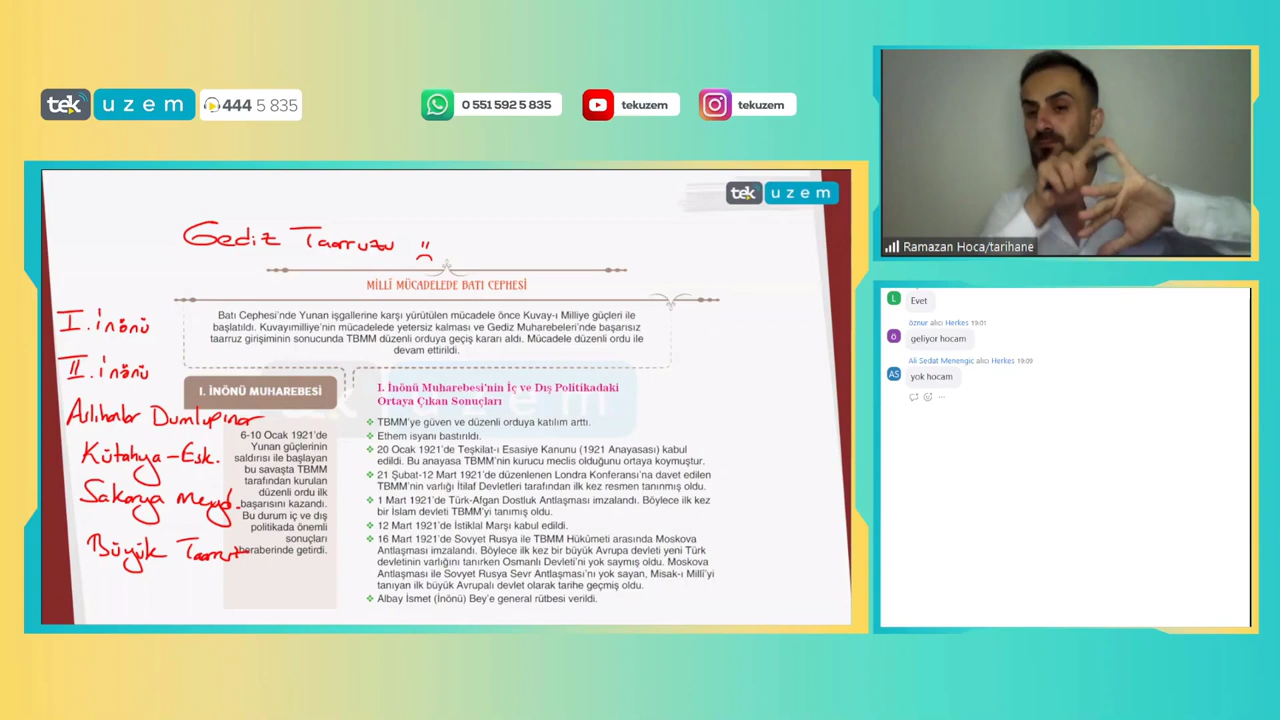 tek uzem 444 5 835
0 551 592 5 835
tekuzem
tekuzem
tek uzem
Gediz Taarruzu
MİLLÎ MÜCADELEDE BATI CEPHESİ
Batı Cephesi'nde Yunan işgallerine karşı yürütülen mücadele önce Kuvay-ı Milliye güçleri ile
başlatıldı. Kuvayımilliye'nin mücadelede yetersiz kalması ve Gediz Muharebeleri'nde başarısız
taarruz girişiminin sonucunda TBMM düzenli orduya geçiş kararı aldı. Mücadele düzenli ordu ile
devam ettirildi.
I. İnönü
II. İnönü
Aslıhalar Dumlupınar
Kütahya-Esk.
Sakarya Meyd.
Büyük Taarruz
I. İNÖNÜ MUHAREBESİ
6-10 Ocak 1921'de
Yunan güçlerinin
saldırısı ile başlayan
bu savaşta TBMM
tarafından kurulan
düzenli ordu ilk
başarısını kazandı.
Bu durum iç ve dış
politikada önemli
sonuçları
beraberinde getirdi.
I. İnönü Muharebesi'nin İç ve Dış Politikadaki
Ortaya Çıkan Sonuçları
TBMM'ye güven ve düzenli orduya katılım arttı.
Ethem isyanı bastırıldı.
20 Ocak 1921'de Teşkilat-ı Esasiye Kanunu (1921 Anayasası) kabul
edildi. Bu anayasa TBMM'nin kurucu meclis olduğunu ortaya koymuştur.
21 Şubat-12 Mart 1921'de düzenlenen Londra Konferansı'na davet edilen
TBMM'nin varlığı İtilaf Devletleri tarafından ilk kez resmen tanınmış oldu.
1 Mart 1921'de Türk-Afgan Dostluk Antlaşması imzalandı. Böylece ilk kez
bir İslam devleti TBMM'yi tanımış oldu.
12 Mart 1921'de İstiklal Marşı kabul edildi.
16 Mart 1921'de Sovyet Rusya ile TBMM Hükûmeti arasında Moskova
Antlaşması imzalandı. Böylece ilk kez bir büyük Avrupa devleti yeni Türk
devletinin varlığını tanırken Osmanlı Devleti'ni yok saymış oldu. Moskova
Antlaşması ile Sovyet Rusya Sevr Antlaşması'nı yok sayan, Misak-ı Millî'yi
tanıyan ilk büyük Avrupalı devlet olarak tarihe geçmiş oldu.
Albay İsmet (İnönü) Bey'e general rütbesi verildi.
Ramazan Hoca/tarihane
L
Evet
öznur alıcı Herkes 19:01
Ö
geliyor hocam
Ali Sedat Menengic alıcı Herkes 19:09
AS
yok hocam